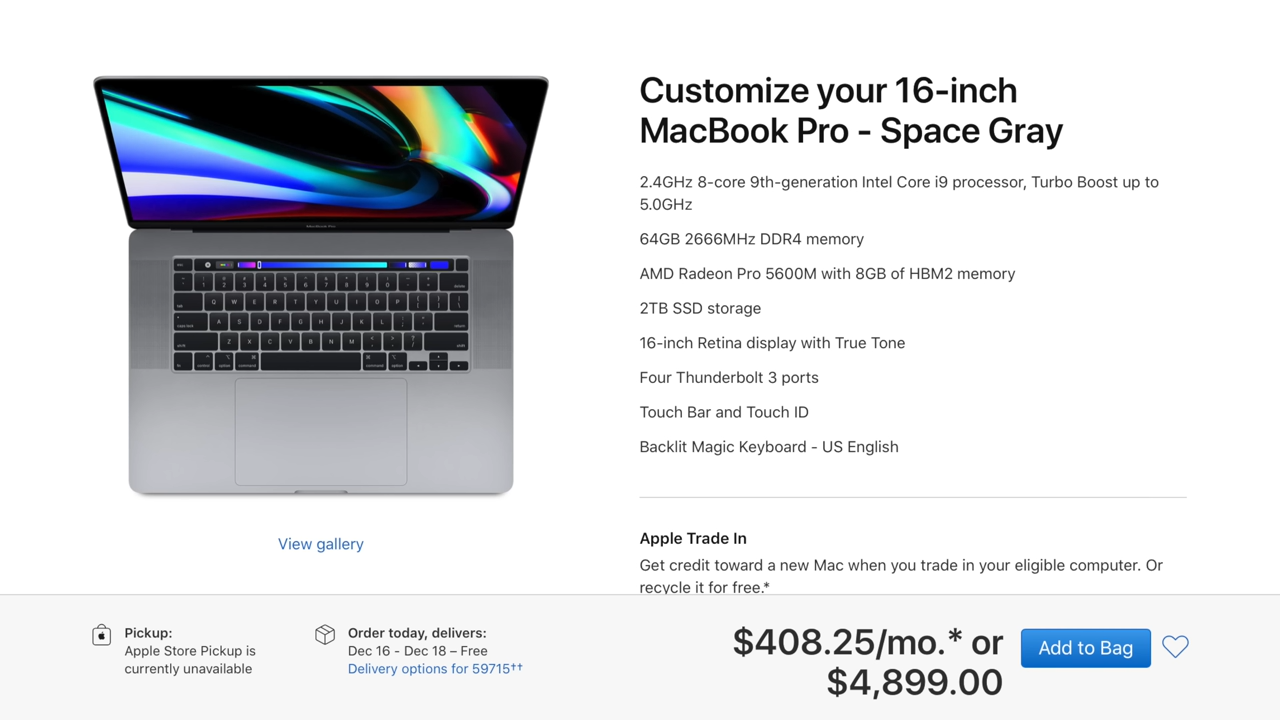 Customize your 16-inch
MacBook Pro - Space Gray
2.4GHz 8-core 9th-generation Intel Core i9 processor, Turbo Boost up to
5.0GHz
64GB 2666MHz DDR4 memory
AMD Radeon Pro 5600M with 8GB of HBM2 memory
2TB SSD storage
16-inch Retina display with True Tone
Four Thunderbolt 3 ports
Touch Bar and Touch ID
Backlit Magic Keyboard - US English
View gallery
Apple Trade In
Get credit toward a new Mac when you trade in your eligible computer. Or
recycle it for free.*
Pickup:
Apple Store Pickup is
currently unavailable
Order today, delivers:
Dec 16 - Dec 18 – Free
Delivery options for 59715††
$408.25/mo.* or
$4,899.00
Add to Bag